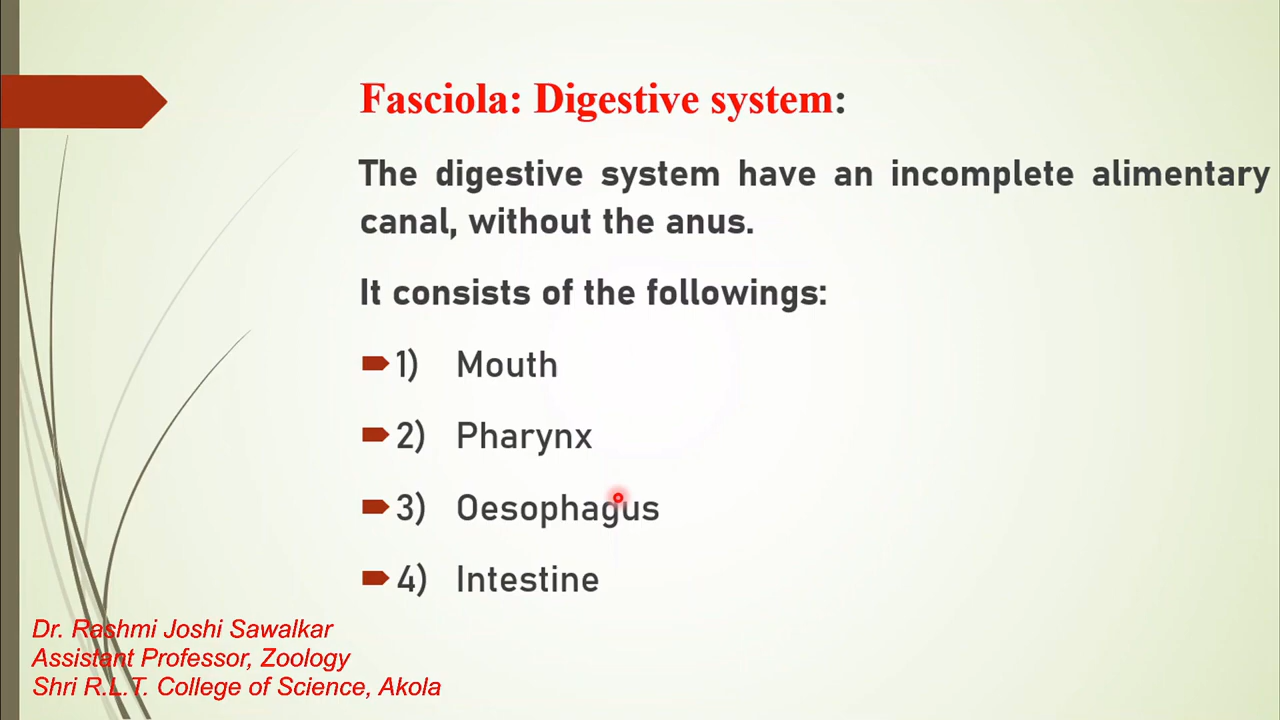 Fasciola: Digestive system:
The digestive system have an incomplete alimentary
canal, without the anus.
It consists of the followings:
1) Mouth
2) Pharynx
3) Oesophagus
4) Intestine
Dr. Rashmi Joshi Sawalkar
Assistant Professor, Zoology
Shri R.L.T. College of Science, Akola